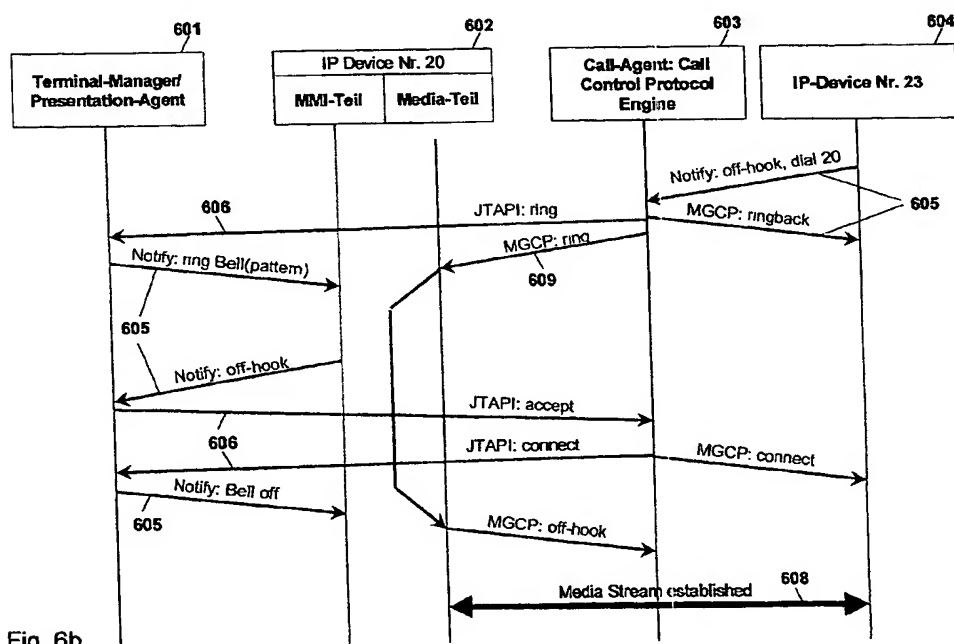 601
602
603
604
Terminal-Manager/
Presentation-Agent
IP Device Nr. 20
MMI-Teil
Media-Teil
Call-Agent: Call
Control Protocol
Engine
IP-Device Nr. 23
Notify: off-hook, dial 20
606
JTAPI: ring
MGCP: ringback
605
MGCP: ring
Notify: ring Bell(pattern)
609
605
Notify: off-hook
JTAPI: accept
606
JTAPI: connect
MGCP: connect
Notify: Bell off
605
MGCP: off-hook
Media Stream established
608
Fig. 6b